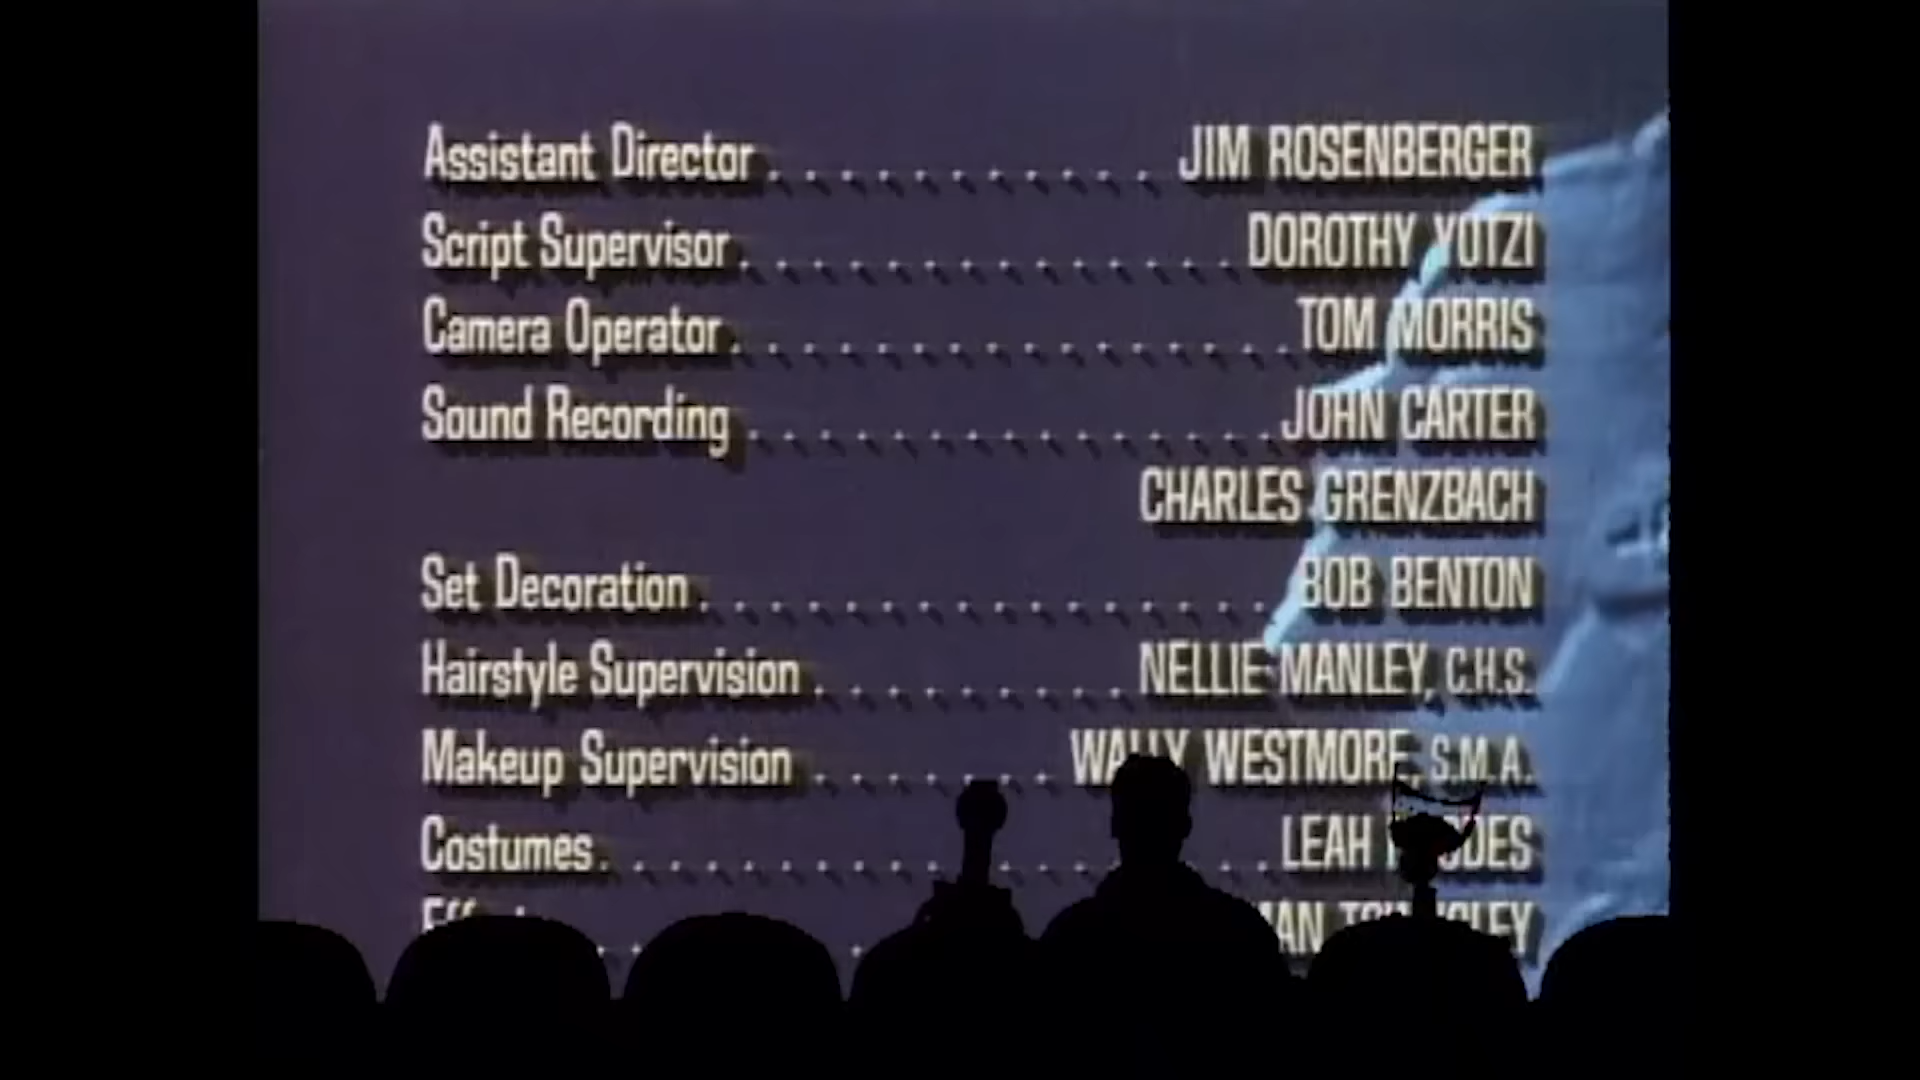 Assistant Director . . . . . . . . . . . JIM ROSENBERGER
Script Supervisor . . . . . . . . . . . . . . DOROTHY YUTZI
Camera Operator . . . . . . . . . . . . . . . . TOM MORRIS
Sound Recording . . . . . . . . . . . . . . . JOHN CARTER
CHARLES GRENZBACH
Set Decoration . . . . . . . . . . . . . . . . BOB BENTON
Hairstyle Supervision . . . . . . . . . NELLIE MANLEY, C.H.S.
Makeup Supervision . . . . . . . WALLY WESTMORE, S.M.A.
Costumes . . . . . . . . . . . . . . . . . . . LEAH